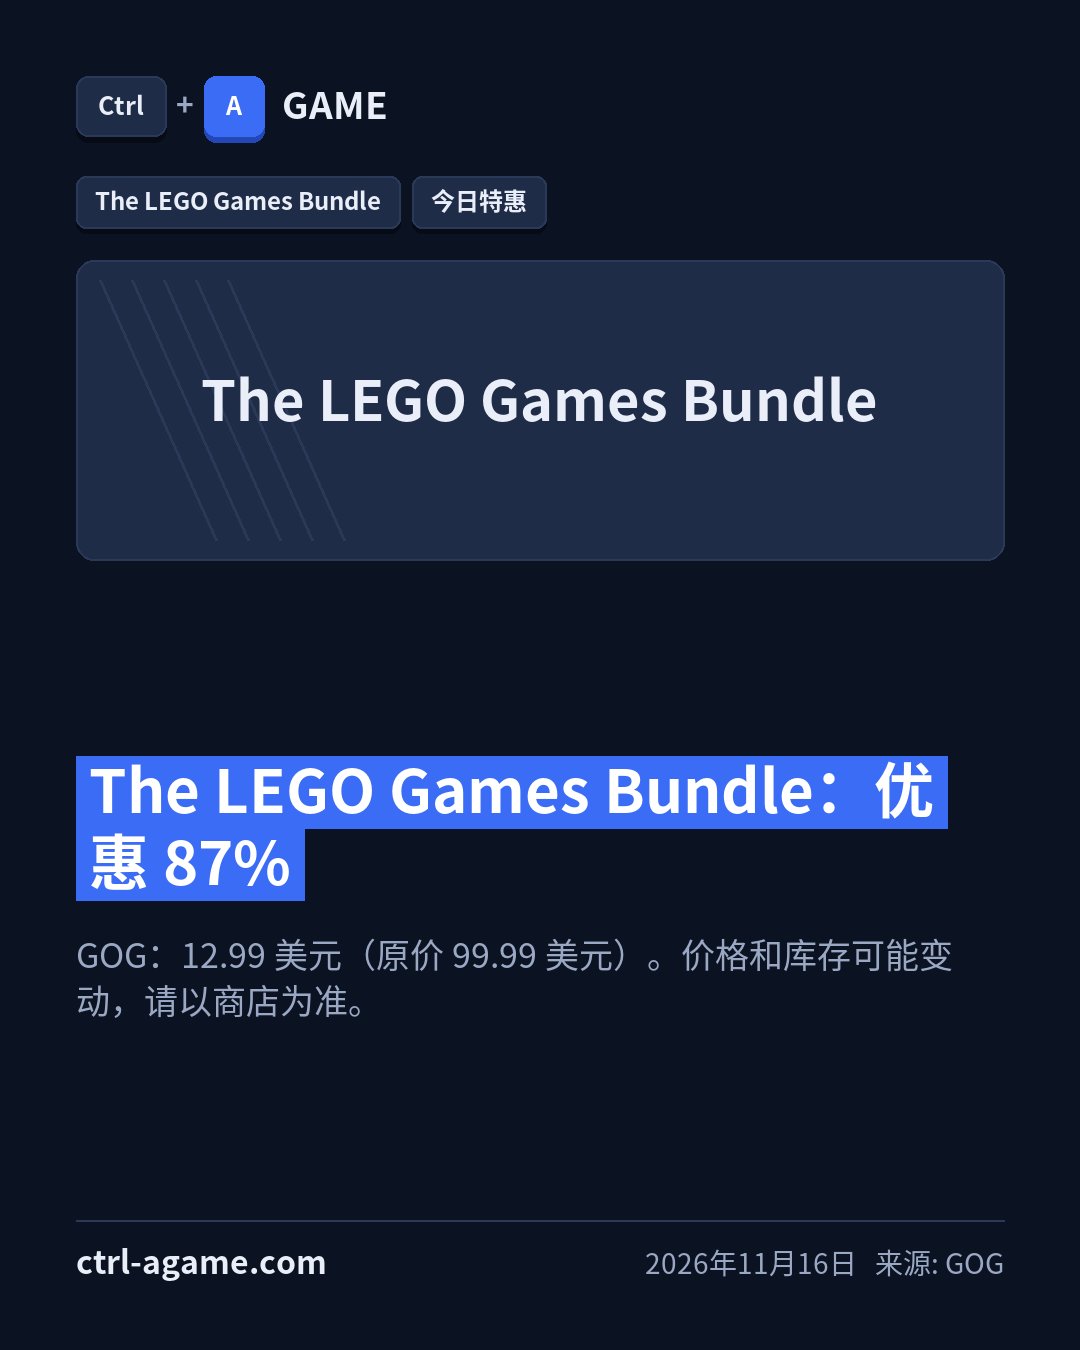 Ctrl + A GAME
The LEGO Games Bundle 今日特惠
The LEGO Games Bundle
The LEGO Games Bundle：优
惠 87%
GOG：12.99 美元（原价 99.99 美元）。价格和库存可能变
动，请以商店为准。
ctrl-agame.com 2026年11月16日 来源: GOG